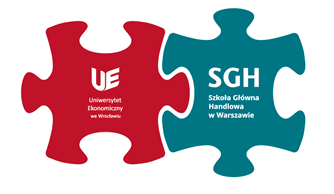 UE
Uniwersytet
Ekonomiczny
we Wrocławiu
SGH
Szkoła Główna
Handlowa
w Warszawie